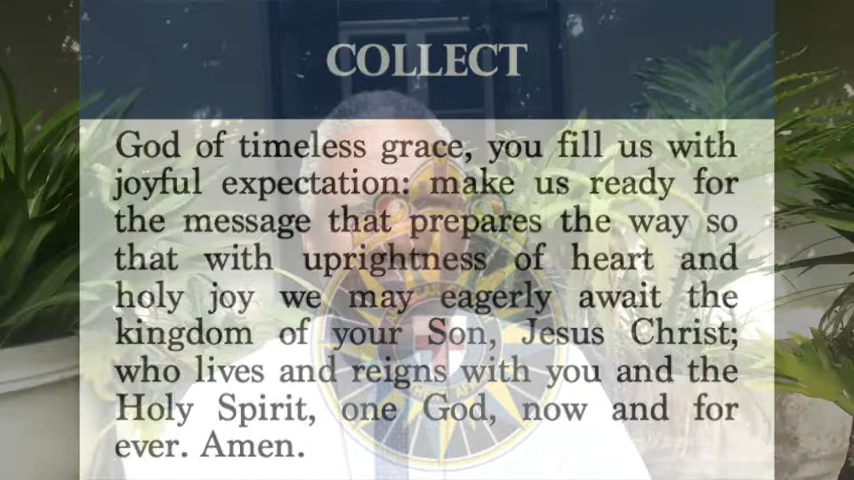 COLLECT
God of timeless grace, you fill us with
joyful expectation: make us ready for
the message that prepares the way so
that with uprightness of heart and
holy joy we may eagerly await the
kingdom of your Son, Jesus Christ;
who lives and reigns with you and the
Holy Spirit, one God, now and for
ever. Amen.